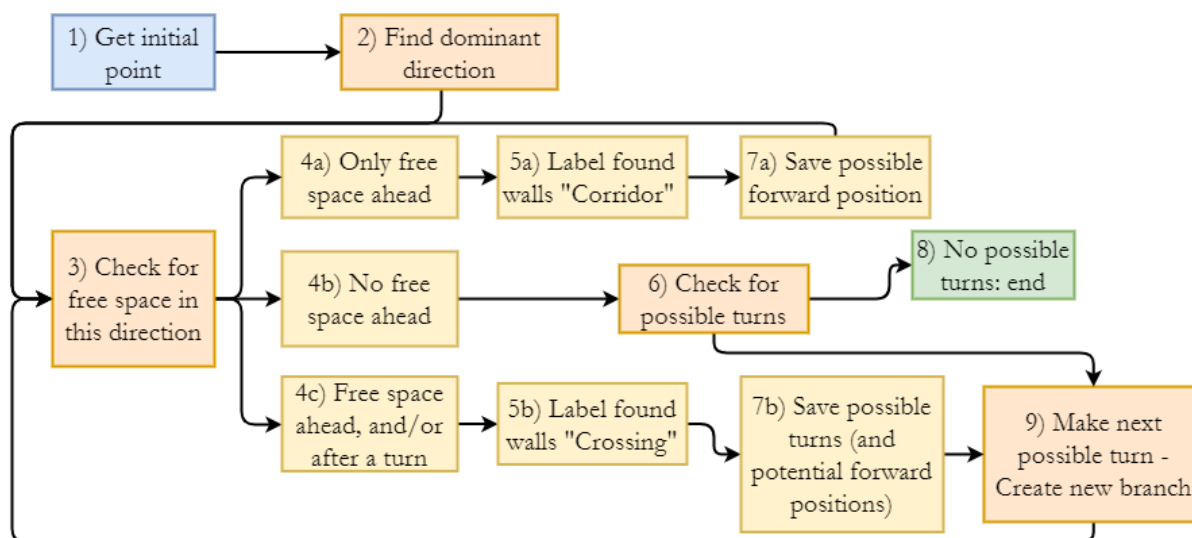 1) Get initial
point
2) Find dominant
direction
3) Check for
free space in
this direction
4a) Only free
space ahead
5a) Label found
walls "Corridor"
7a) Save possible
forward position
4b) No free
space ahead
6) Check for
possible turns
8) No possible
turns: end
4c) Free space
ahead, and/or
after a turn
5b) Label found
walls "Crossing"
7b) Save possible
turns (and
potential forward
positions)
9) Make next
possible turn -
Create new branch